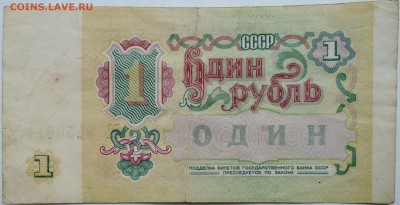 COINS.LAVE.RU
СССР
1
1
Один
рубль
ОДИН
1
ПОДДЕЛКА БИЛЕТОВ ГОСУДАРСТВЕННОГО БАНКА СССР
ПРЕСЛЕДУЕТСЯ ПО ЗАКОНУ